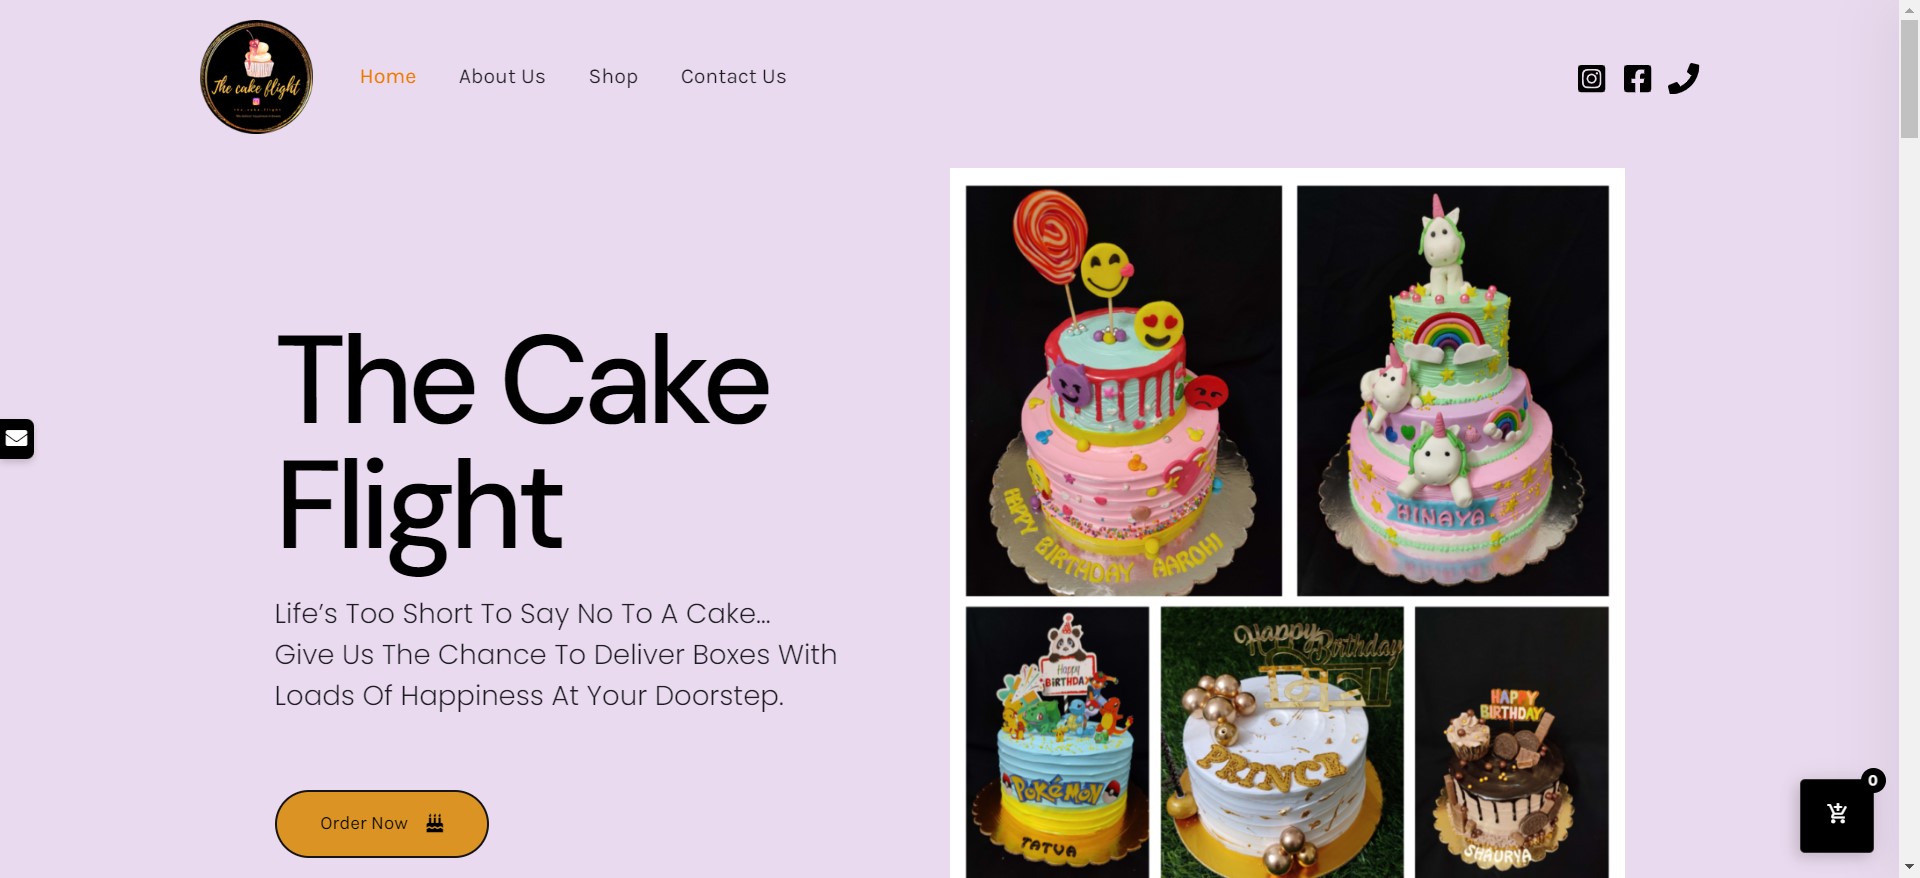 The cake flight
Home
About Us
Shop
Contact Us
The Cake
Flight
Life’s Too Short To Say No To A Cake...
Give Us The Chance To Deliver Boxes With
Loads Of Happiness At Your Doorstep.
Order Now
HAPPY BIRTHDAY AAROHI
HINAYA
Happy
BIRTHDAY
POKéMON
TATVA
Happy Birthday
PRINCE
HAPPY
BIRTHDAY
SHAURYA
0